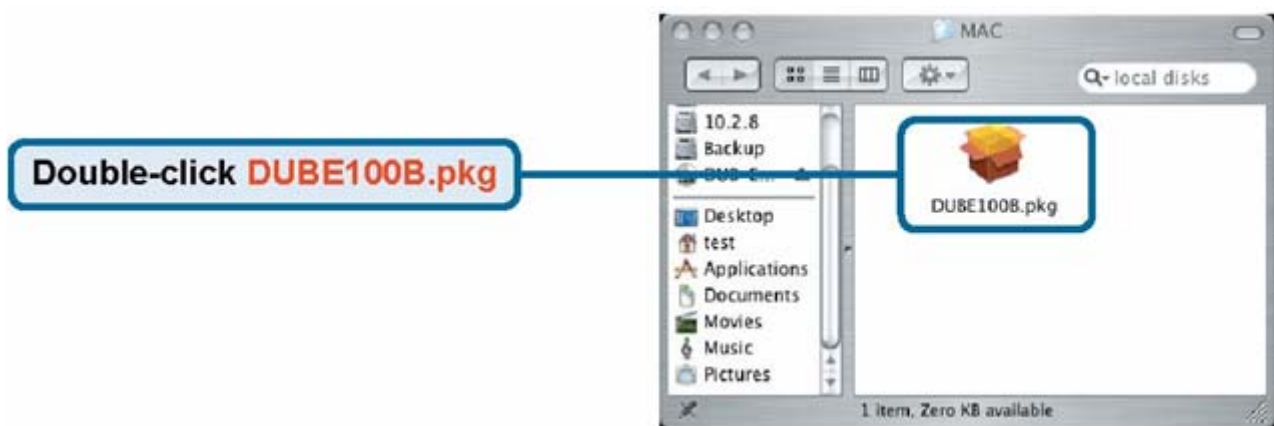 MAC
local disks
10.2.8
Backup
DUB-E...
Double-click DUBE100B.pkg
DUBE100B.pkg
Desktop
test
Applications
Documents
Movies
Music
Pictures
1 item, Zero KB available